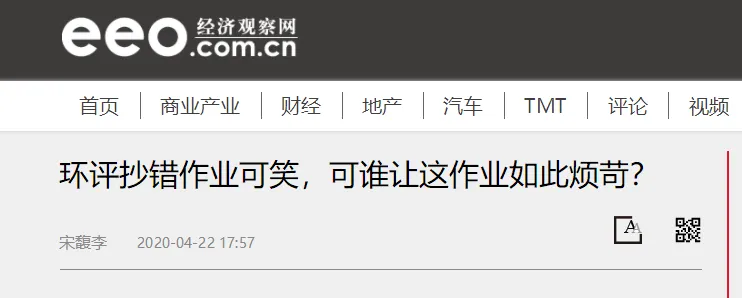 eeo 经济观察网
.com.cn
首页 商业产业 财经 地产 汽车 TMT 评论 视频
环评抄错作业可笑，可谁让这作业如此烦苛？
宋馥李 2020-04-22 17:57
AA